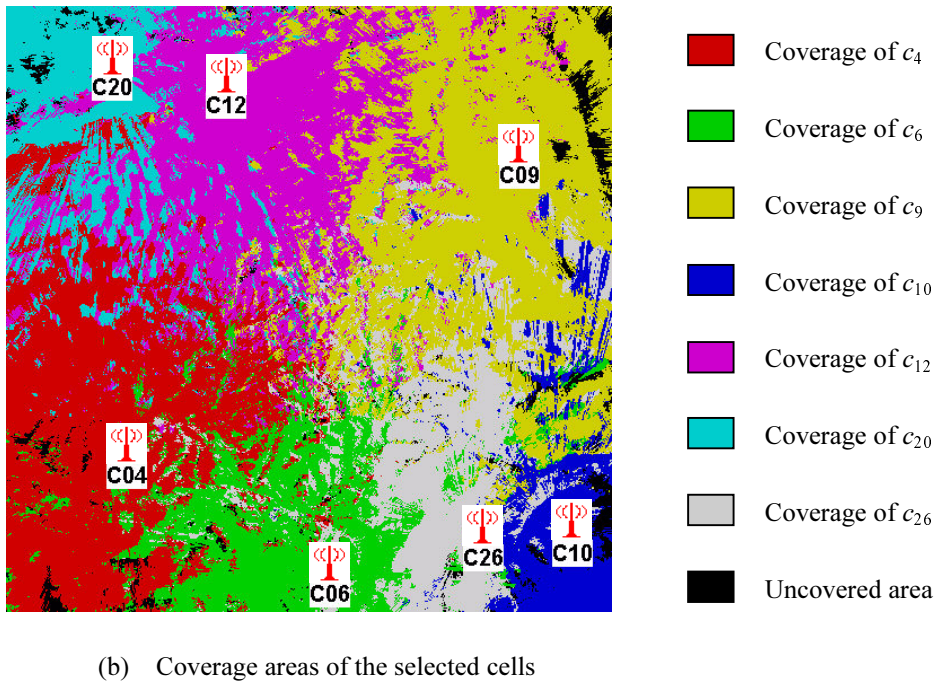 C20
C12
C09
C04
C06
C26
C10
Coverage of c4
Coverage of c6
Coverage of c9
Coverage of c10
Coverage of c12
Coverage of c20
Coverage of c26
Uncovered area
(b) Coverage areas of the selected cells